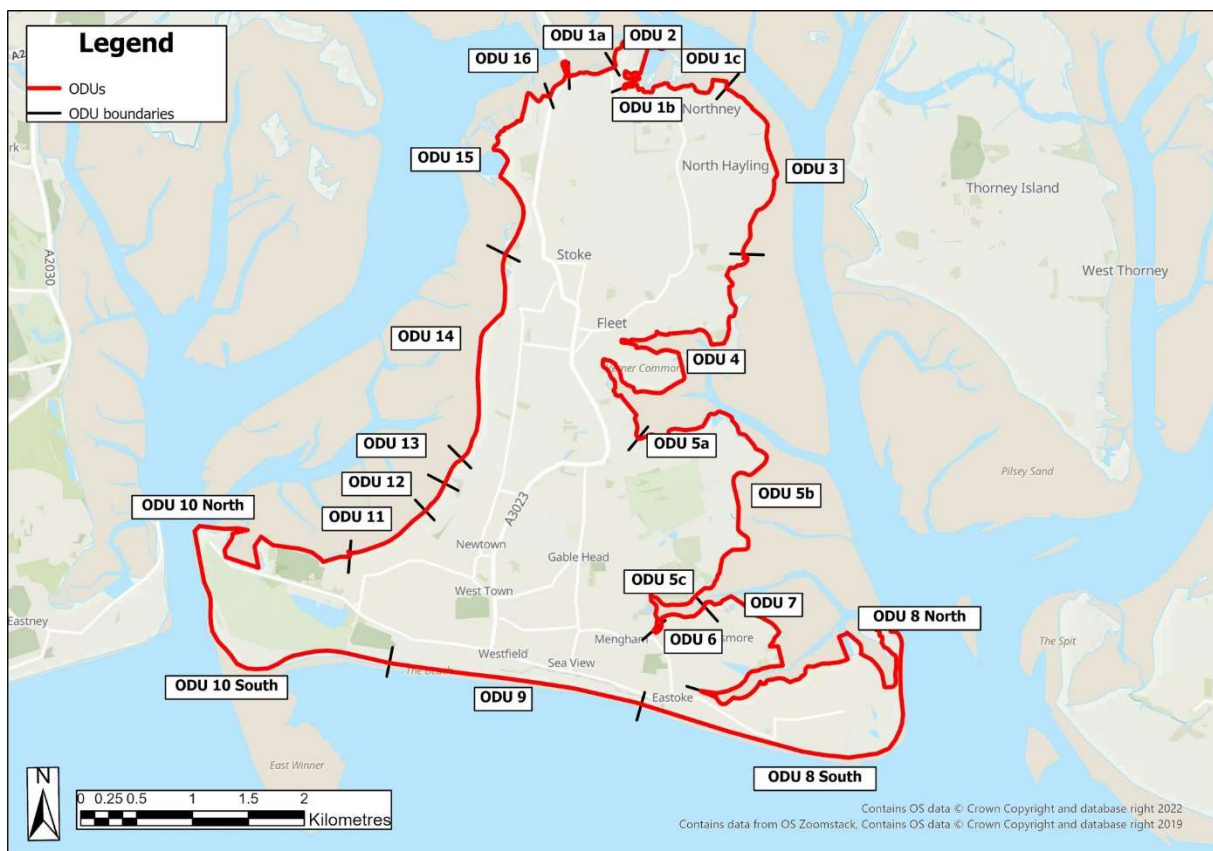 Legend
ODUs
ODU boundaries
A2
ODU 1a
ODU 2
ODU 16
ODU 1c
Northney
ODU 1b
ODU 15
North Hayling
ODU 3
Thorney Island
A2030
Stoke
West Thorney
Fleet
ODU 14
ODU 4
ODU 13
ODU 5a
Pilsey Sand
ODU 12
ODU 5b
ODU 10 North
A3023
ODU 11
Newtown
Gable Head
West Town
ODU 5c
ODU 7
Eastney
ODU 8 North
Mengham
ODU 6
The Spit
Westfield
Sea View
ODU 10 South
ODU 9
Eastoke
East Winner
ODU 8 South
N
0 0.25 0.5 1 1.5 2
Kilometres
Contains OS data © Crown Copyright and database right 2022
Contains data from OS Zoomstack, Contains OS data © Crown Copyright and database right 2019